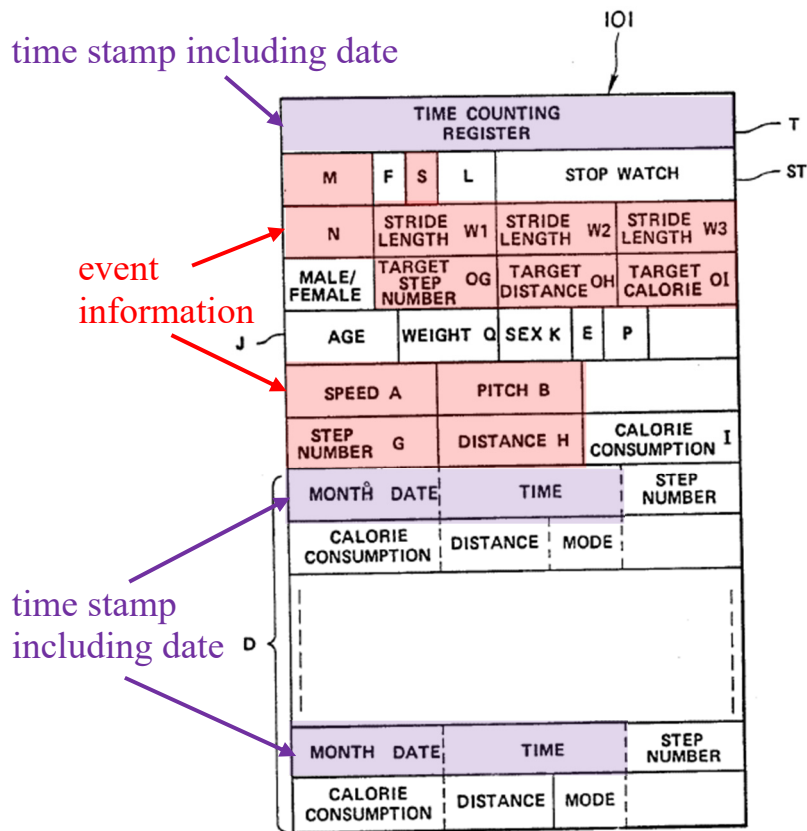 101
time stamp including date
TIME COUNTING
REGISTER
T
M F S L STOP WATCH
ST
N STRIDE LENGTH W1 STRIDE LENGTH W2 STRIDE LENGTH W3
event
information
MALE/
FEMALE TARGET STEP NUMBER OG TARGET DISTANCE OH TARGET CALORIE OI
J
AGE WEIGHT Q SEX K E P
SPEED A PITCH B
STEP NUMBER G DISTANCE H CALORIE CONSUMPTION I
MONTH DATE TIME STEP NUMBER
CALORIE CONSUMPTION DISTANCE MODE
time stamp
including date
D
MONTH DATE TIME STEP NUMBER
CALORIE CONSUMPTION DISTANCE MODE